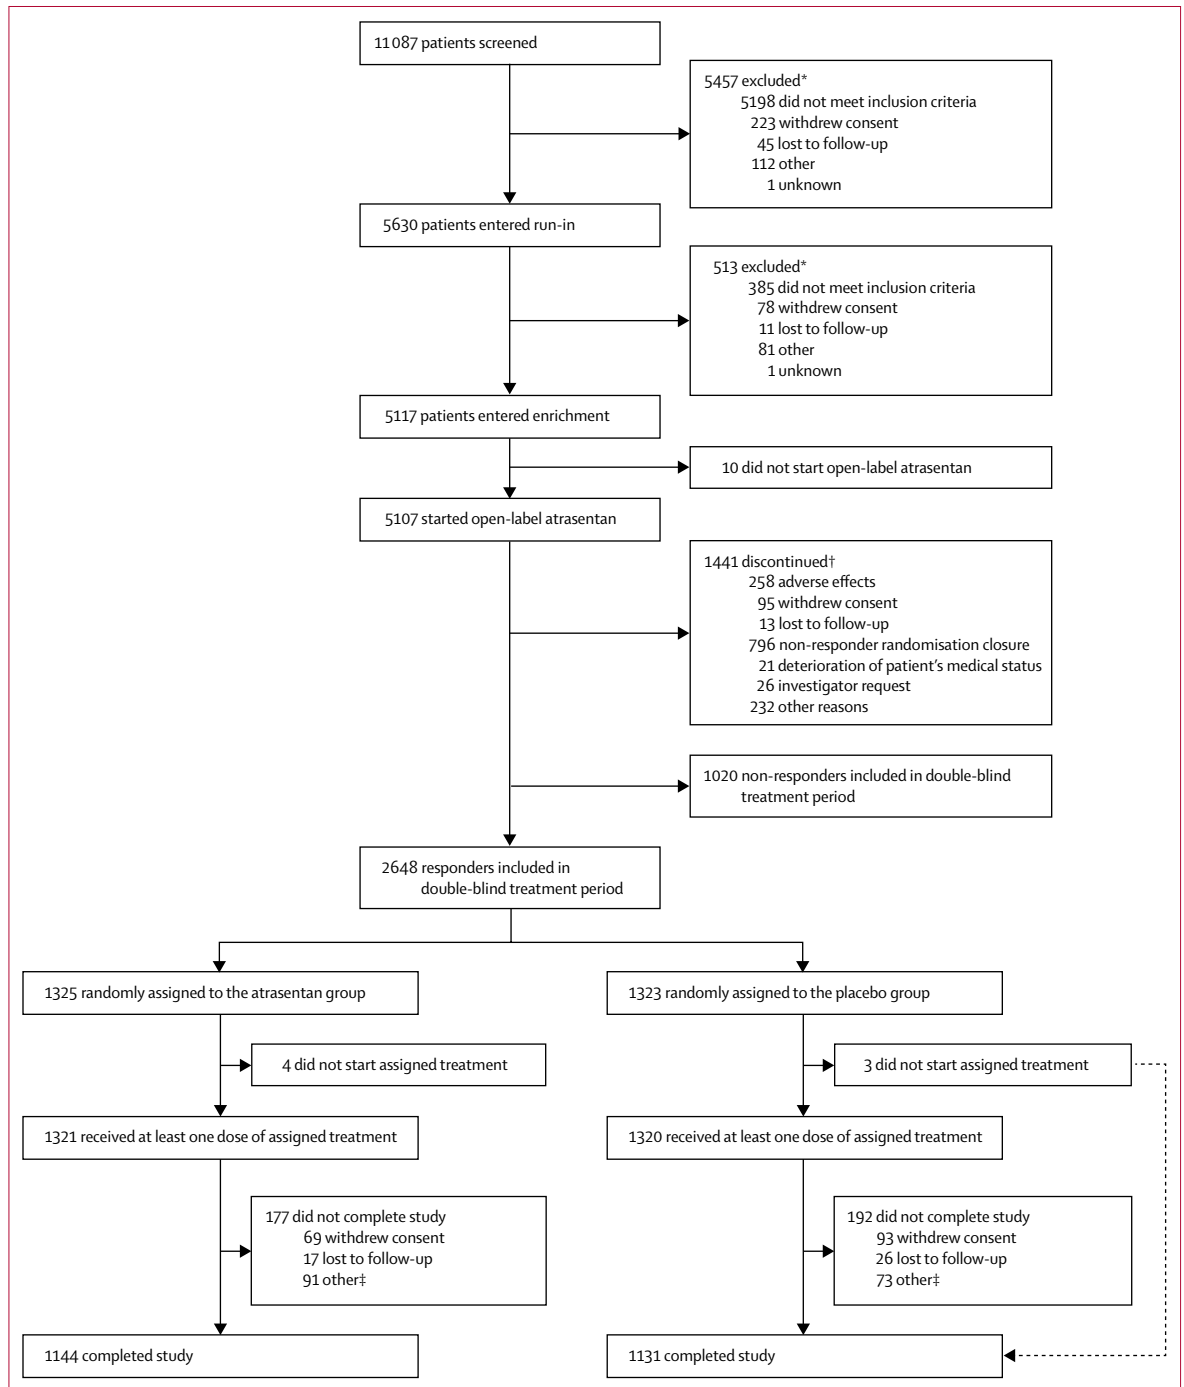 11 087 patients screened
5457 excluded*
5198 did not meet inclusion criteria
223 withdrew consent
45 lost to follow-up
112 other
1 unknown
5630 patients entered run-in
513 excluded*
385 did not meet inclusion criteria
78 withdrew consent
11 lost to follow-up
81 other
1 unknown
5117 patients entered enrichment
10 did not start open-label atrasentan
5107 started open-label atrasentan
1441 discontinued†
258 adverse effects
95 withdrew consent
13 lost to follow-up
796 non-responder randomisation closure
21 deterioration of patient's medical status
26 investigator request
232 other reasons
1020 non-responders included in double-blind
treatment period
2648 responders included in
double-blind treatment period
1325 randomly assigned to the atrasentan group
1323 randomly assigned to the placebo group
4 did not start assigned treatment
3 did not start assigned treatment
1321 received at least one dose of assigned treatment
1320 received at least one dose of assigned treatment
177 did not complete study
69 withdrew consent
17 lost to follow-up
91 other‡
192 did not complete study
93 withdrew consent
26 lost to follow-up
73 other‡
1144 completed study
1131 completed study